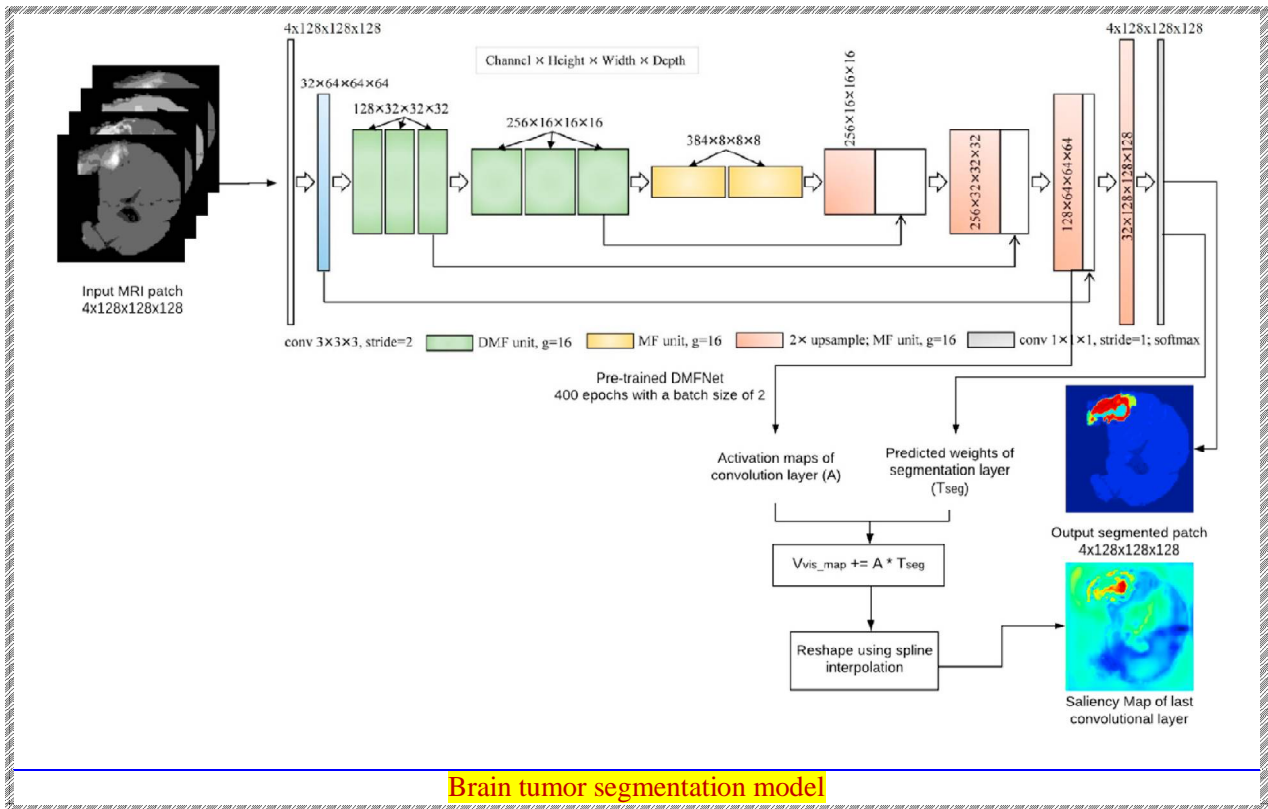 4x128x128x128
4x128x128x128
Channel × Height × Width × Depth
32×64×64×64
128×32×32×32
256×16×16×16
384×8×8×8
256×16×16×16
256×32×32×32
128×64×64×64
32×128×128×128
Input MRI patch
4x128x128x128
conv 3×3×3, stride=2
DMF unit, g=16
MF unit, g=16
2× upsample; MF unit, g=16
conv 1×1×1, stride=1; softmax
Pre-trained DMFNet
400 epochs with a batch size of 2
Activation maps of
convolution layer (A)
Predicted weights of
segmentation layer
(Tseg)
Vvis_map += A * Tseg
Reshape using spline
interpolation
Output segmented patch
4x128x128x128
Saliency Map of last
convolutional layer
Brain tumor segmentation model